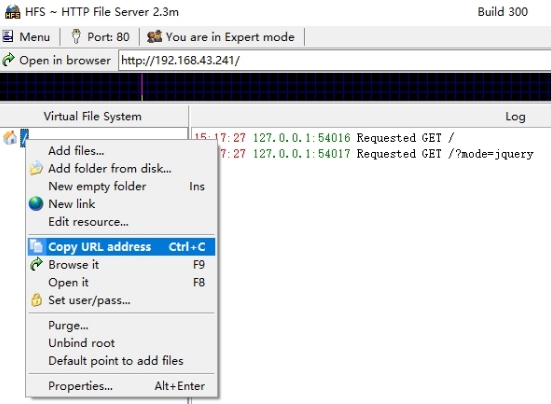 HFS ~ HTTP File Server 2.3m Build 300
Menu Port: 80 You are in Expert mode
Open in browser http://192.168.43.241/
Virtual File System Log
/
15:17:27 127.0.0.1:54016 Requested GET /
:27 127.0.0.1:54017 Requested GET /?mode=jquery
Add files...
Add folder from disk...
New empty folder Ins
New link
Edit resource...
Copy URL address Ctrl+C
Browse it F9
Open it F8
Set user/pass...
Purge...
Unbind root
Default point to add files
Properties... Alt+Enter